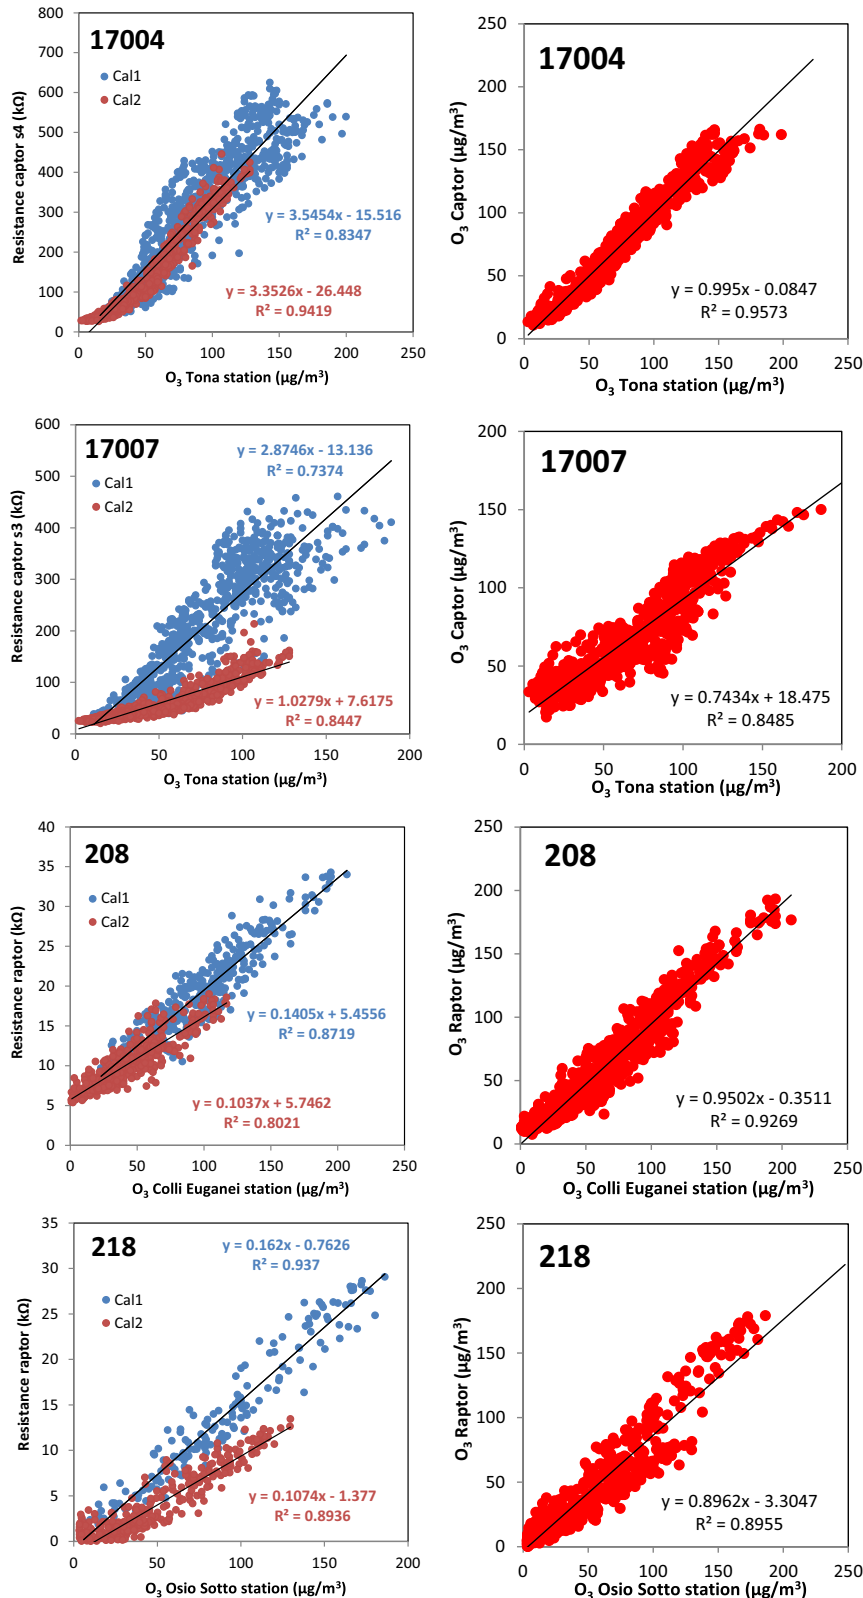 17004
Cal1
Cal2
y = 3.5454x - 15.516
R² = 0.8347
y = 3.3526x - 26.448
R² = 0.9419
Resistance captor s4 (kΩ)
800
700
600
500
400
300
200
100
0
0 50 100 150 200 250
O₃ Tona station (µg/m³)
17004
y = 0.995x - 0.0847
R² = 0.9573
O₃ Captor (µg/m³)
250
200
150
100
50
0
0 50 100 150 200 250
O₃ Tona station (µg/m³)
17007
Cal1
Cal2
y = 2.8746x - 13.136
R² = 0.7374
y = 1.0279x + 7.6175
R² = 0.8447
Resistance captor s3 (kΩ)
600
500
400
300
200
100
0
0 50 100 150 200
O₃ Tona station (µg/m³)
17007
y = 0.7434x + 18.475
R² = 0.8485
O₃ Captor (µg/m³)
200
150
100
50
0
0 50 100 150 200
O₃ Tona station (µg/m³)
208
Cal1
Cal2
y = 0.1405x + 5.4556
R² = 0.8719
y = 0.1037x + 5.7462
R² = 0.8021
Resistance raptor (kΩ)
40
35
30
25
20
15
10
5
0
0 50 100 150 200 250
O₃ Colli Euganei station (µg/m³)
208
y = 0.9502x - 0.3511
R² = 0.9269
O₃ Raptor (µg/m³)
250
200
150
100
50
0
0 50 100 150 200 250
O₃ Colli Euganei station (µg/m³)
218
Cal1
Cal2
y = 0.162x - 0.7626
R² = 0.937
y = 0.1074x - 1.377
R² = 0.8936
Resistance raptor (kΩ)
35
30
25
20
15
10
5
0
0 50 100 150 200
O₃ Osio Sotto station (µg/m³)
218
y = 0.8962x - 3.3047
R² = 0.8955
O₃ Raptor (µg/m³)
250
200
150
100
50
0
0 50 100 150 200 250
O₃ Osio Sotto station (µg/m³)